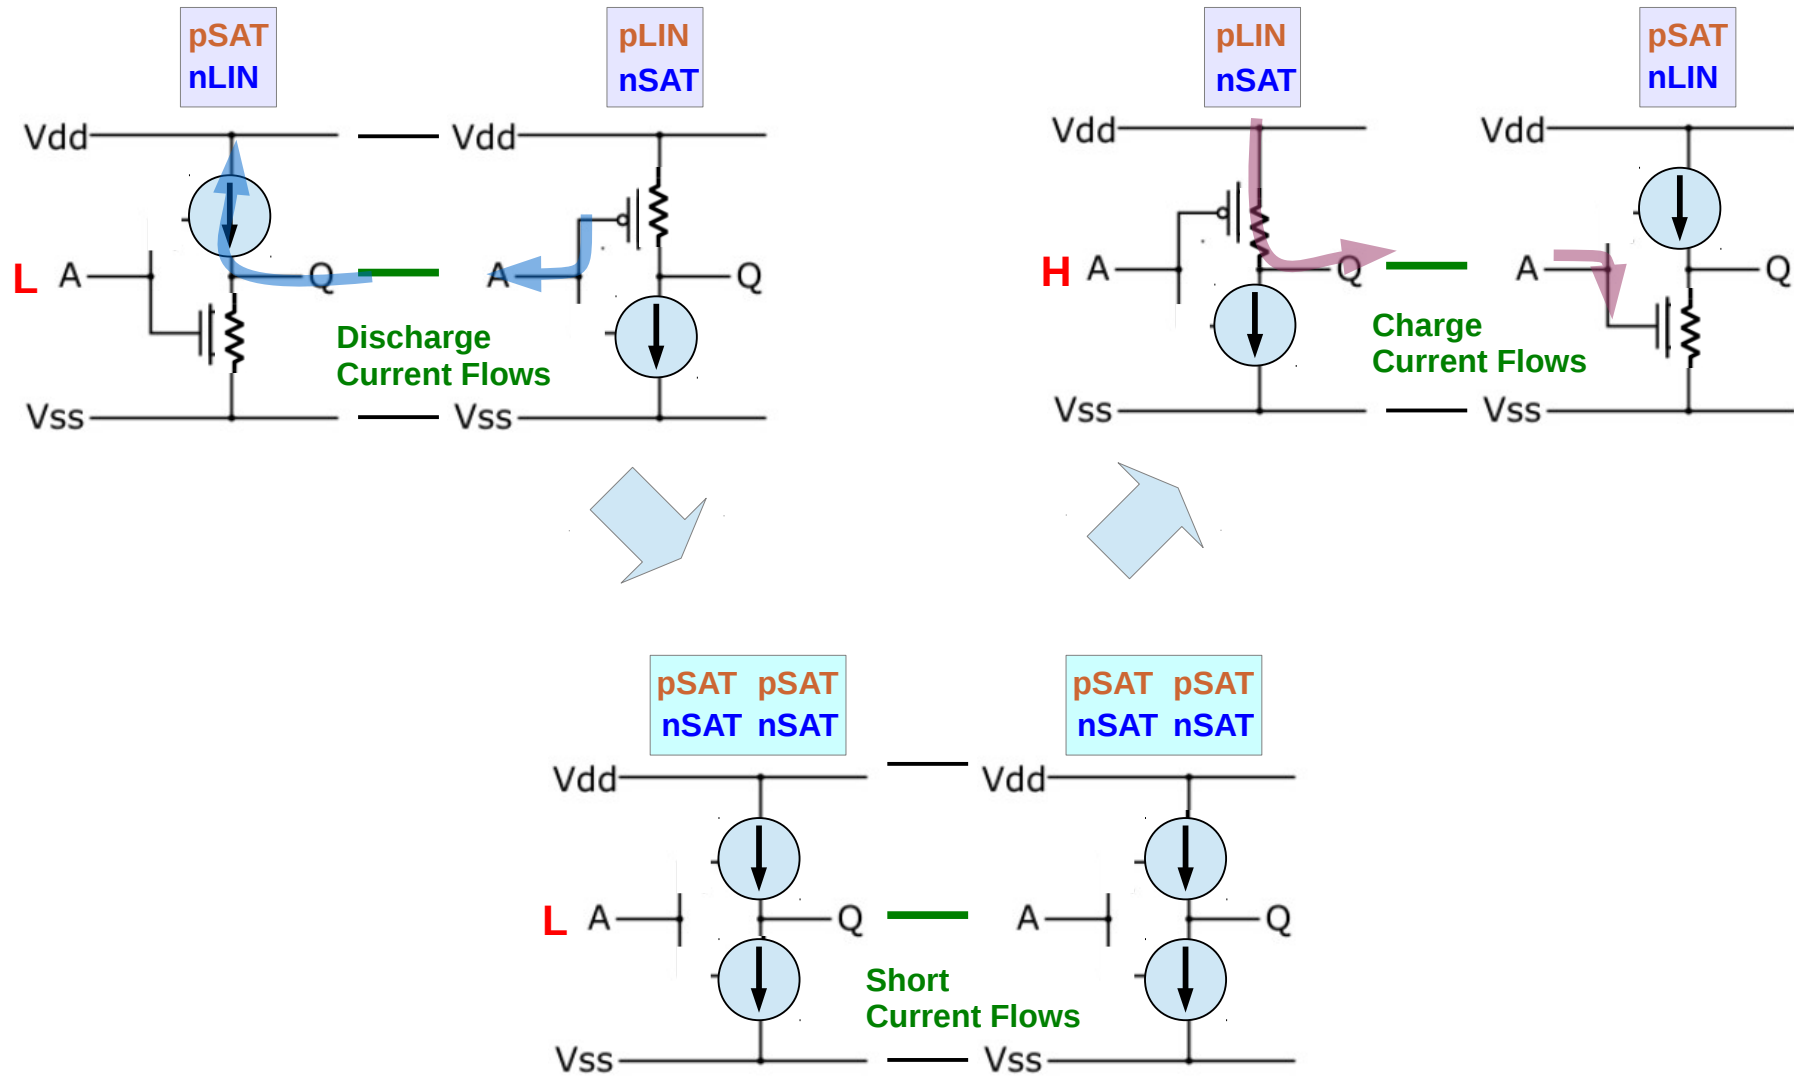 pSAT
nLIN
pLIN
nSAT
pLIN
nSAT
pSAT
nLIN
Vdd
Vdd
Vdd
Vdd
L A
Q
A
Q
H A
Q
A
Q
Discharge
Current Flows
Charge
Current Flows
Vss
Vss
Vss
Vss
pSAT pSAT
nSAT nSAT
pSAT pSAT
nSAT nSAT
Vdd
Vdd
L A
Q
A
Q
Short
Current Flows
Vss
Vss